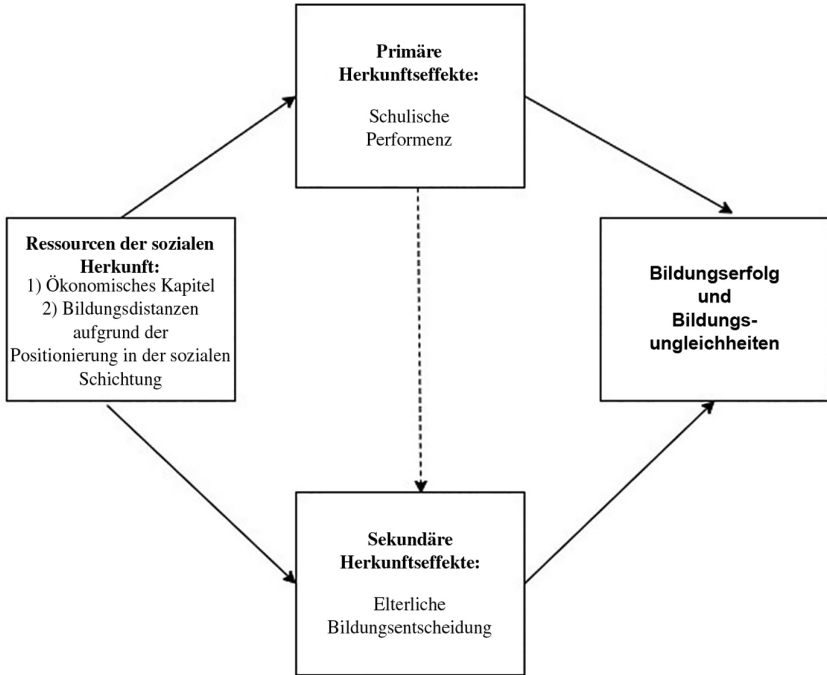 Primäre
Herkunftseffekte:
Schulische
Performenz
Ressourcen der sozialen
Herkunft:
1) Ökonomisches Kapitel
2) Bildungsdistanzen
aufgrund der
Positionierung in der sozialen
Schichtung
Bildungserfolg
und
Bildungs-
ungleichheiten
Sekundäre
Herkunftseffekte:
Elterliche
Bildungsentscheidung